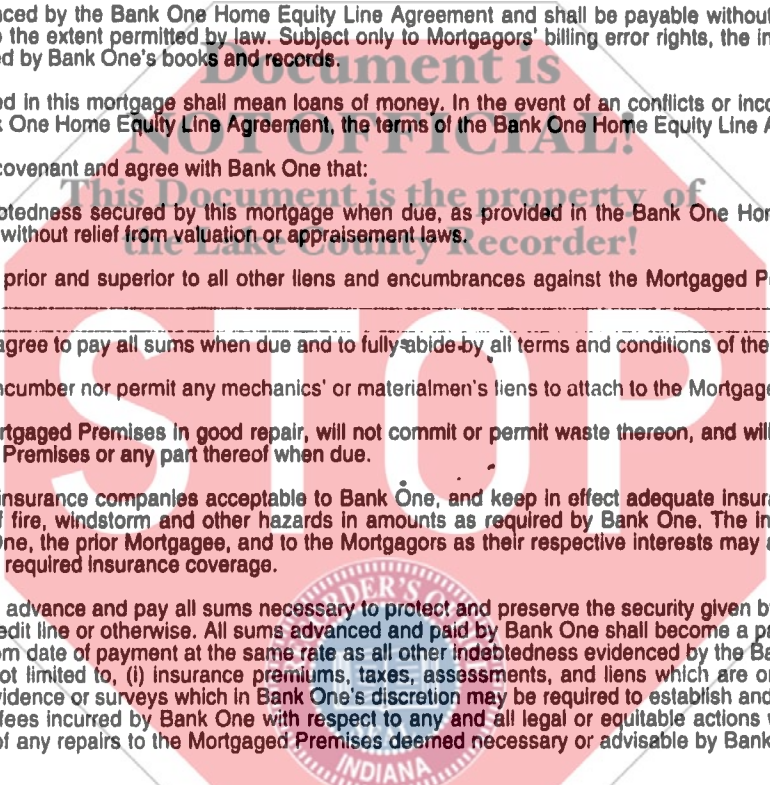 nced by the Bank One Home Equity Line Agreement and shall be payable without
o the extent permitted by law. Subject only to Mortgagors' billing error rights, the in
ed by Bank One's books and records.
Document is
ed in this mortgage shall mean loans of money. In the event of an conflicts or inco
k One Home Equity Line Agreement, the terms of the Bank One Home Equity Line A
NOT OFFICIAL!
covenant and agree with Bank One that:
This Document is the property of
btedness secured by this mortgage when due, as provided in the Bank One Hom
without relief from valuation or appraisement laws.
the Lake County Recorder!
prior and superior to all other liens and encumbrances against the Mortgaged P
agree to pay all sums when due and to fully abide by all terms and conditions of the
ncumber nor permit any mechanics' or materialmen's liens to attach to the Mortgage
STOP
rtgaged Premises in good repair, will not commit or permit waste thereon, and will
Premises or any part thereof when due.
insurance companies acceptable to Bank One, and keep in effect adequate insura
f fire, windstorm and other hazards in amounts as required by Bank One. The in
One, the prior Mortgagee, and to the Mortgagors as their respective interests may a
required insurance coverage.
advance and pay all sums necessary to protect and preserve the security given by
edit line or otherwise. All sums advanced and paid by Bank One shall become a pa
om date of payment at the same rate as all other indebtedness evidenced by the Ba
ot limited to, (i) insurance premiums, taxes, assessments, and liens which are or
vidence or surveys which in Bank One's discretion may be required to establish and
fees incurred by Bank One with respect to any and all legal or equitable actions
of any repairs to the Mortgaged Premises deemed necessary or advisable by Bank
INDIANA